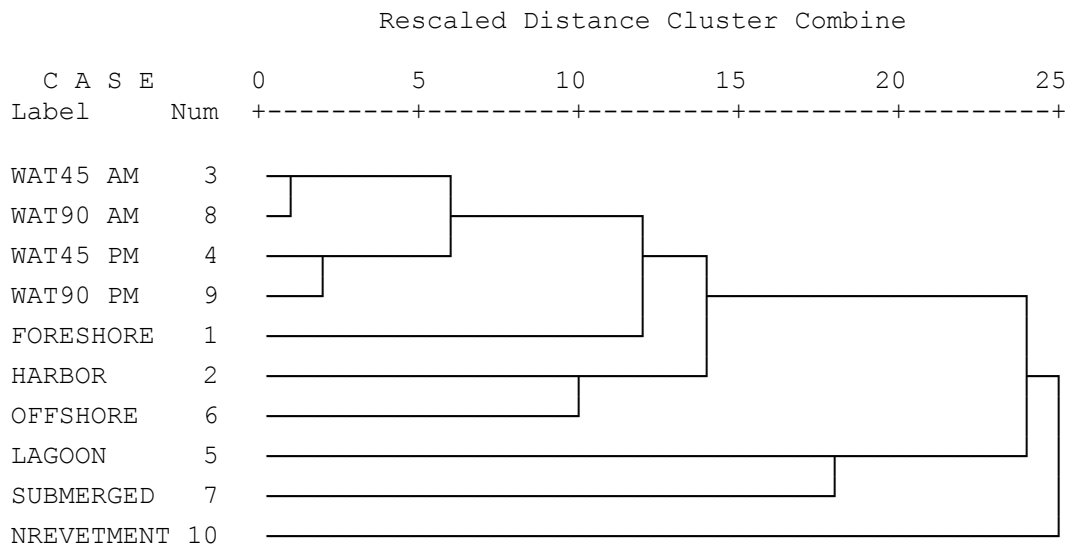 Rescaled Distance Cluster Combine
C A S E 0 5 10 15 20 25
Label Num +---------+---------+---------+---------+---------+
WAT45 AM 3
WAT90 AM 8
WAT45 PM 4
WAT90 PM 9
FORESHORE 1
HARBOR 2
OFFSHORE 6
LAGOON 5
SUBMERGED 7
NREVETMENT 10